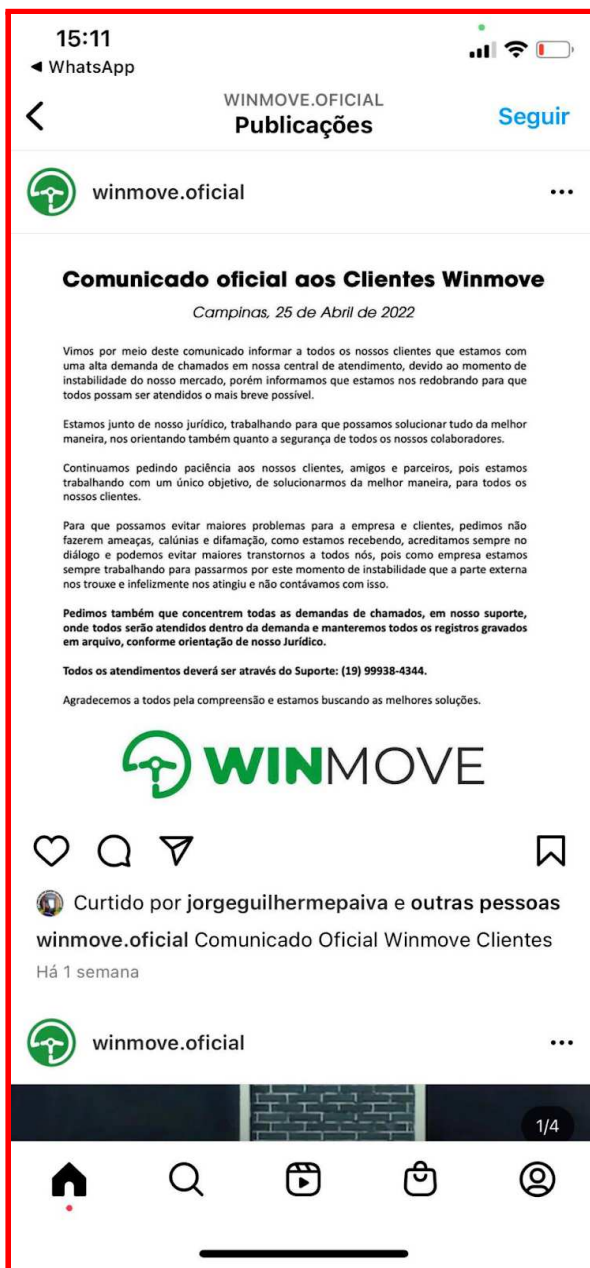 15:11
◀ WhatsApp
WINMOVE.OFICIAL
Publicações
Seguir
winmove.oficial
Comunicado oficial aos Clientes Winmove
Campinas, 25 de Abril de 2022
Vimos por meio deste comunicado informar a todos os nossos clientes que estamos com
uma alta demanda de chamados em nossa central de atendimento, devido ao momento de
instabilidade do nosso mercado, porém informamos que estamos nos redobrando para que
todos possam ser atendidos o mais breve possível.
Estamos junto de nosso jurídico, trabalhando para que possamos solucionar tudo da melhor
maneira, nos orientando também quanto a segurança de todos os nossos colaboradores.
Continuamos pedindo paciência aos nossos clientes, amigos e parceiros, pois estamos
trabalhando com um único objetivo, de solucionarmos da melhor maneira, para todos os
nossos clientes.
Para que possamos evitar maiores problemas para a empresa e clientes, pedimos não
fazerem ameaças, calúnias e difamação, como estamos recebendo, acreditamos sempre no
diálogo e podemos evitar maiores transtornos a todos nós, pois como empresa estamos
sempre trabalhando para passarmos por este momento de instabilidade que a parte externa
nos trouxe e infelizmente nos atingiu e não contávamos com isso.
Pedimos também que concentrem todas as demandas de chamados, em nosso suporte,
onde todos serão atendidos dentro da demanda e manteremos todos os registros gravados
em arquivo, conforme orientação de nosso Jurídico.
Todos os atendimentos deverá ser através do Suporte: (19) 99938-4344.
Agradecemos a todos pela compreensão e estamos buscando as melhores soluções.
WINMOVE
Curtido por jorgeguilhermepaiva e outras pessoas
winmove.oficial Comunicado Oficial Winmove Clientes
Há 1 semana
winmove.oficial
1/4